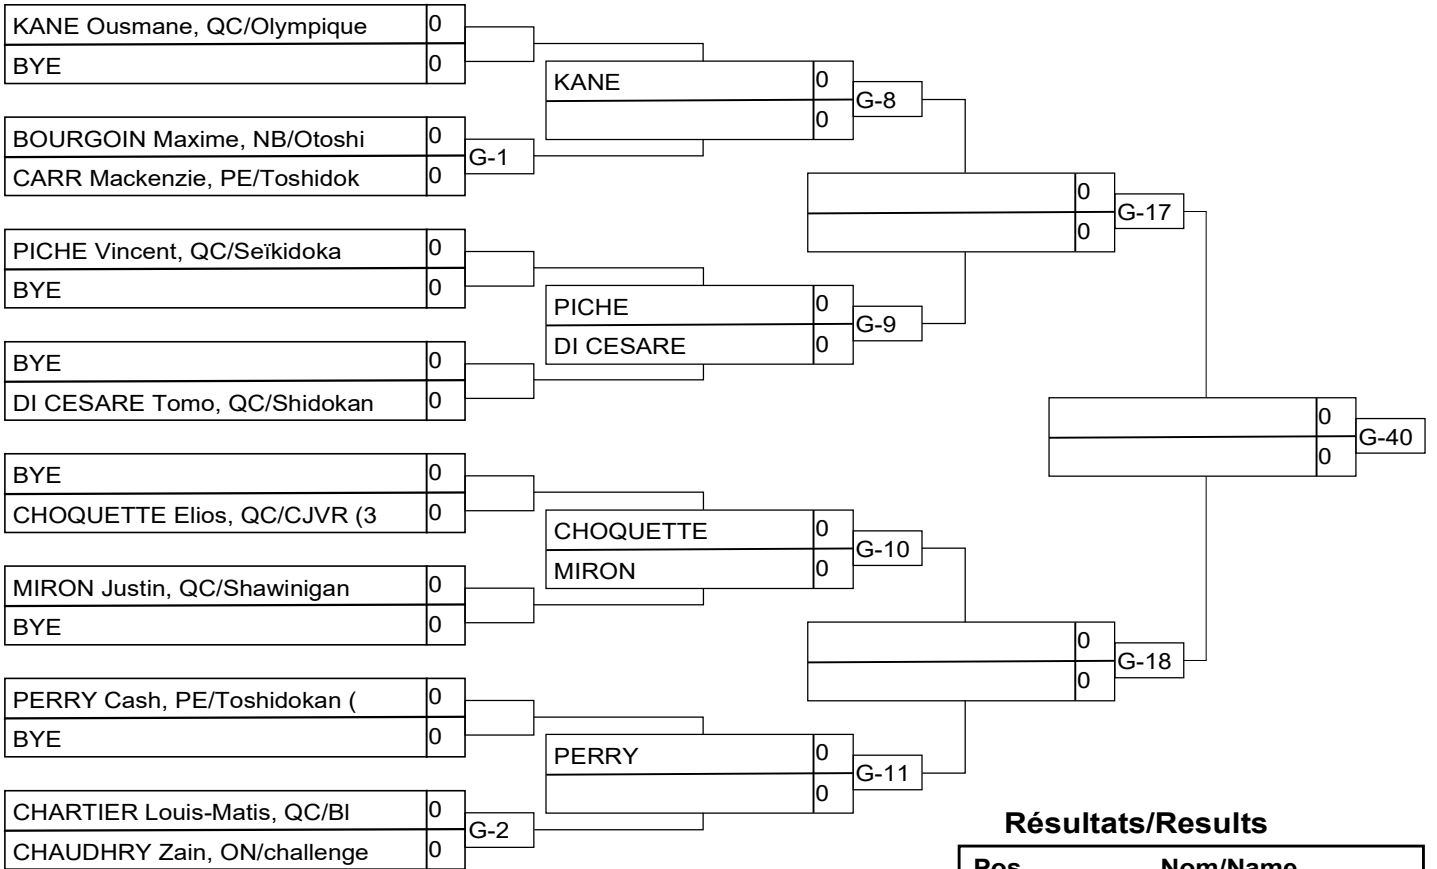 KANE Ousmane, QC/Olympique 0
BYE 0
BOURGOIN Maxime, NB/Otoshi 0
CARR Mackenzie, PE/Toshidok 0
G-1
PICHE Vincent, QC/Seïkidoka 0
BYE 0
BYE 0
DI CESARE Tomo, QC/Shidokan 0
BYE 0
CHOQUETTE Elios, QC/CJVR (3 0
MIRON Justin, QC/Shawinigan 0
BYE 0
PERRY Cash, PE/Toshidokan ( 0
BYE 0
CHARTIER Louis-Matis, QC/Bl 0
CHAUDHRY Zain, ON/challenge 0
G-2
KANE 0
0
G-8
PICHE 0
DI CESARE 0
G-9
CHOQUETTE 0
MIRON 0
G-10
PERRY 0
0
G-11
0
0
G-17
0
0
G-18
0
0
G-40
Résultats/Results
Pos Nom/Name